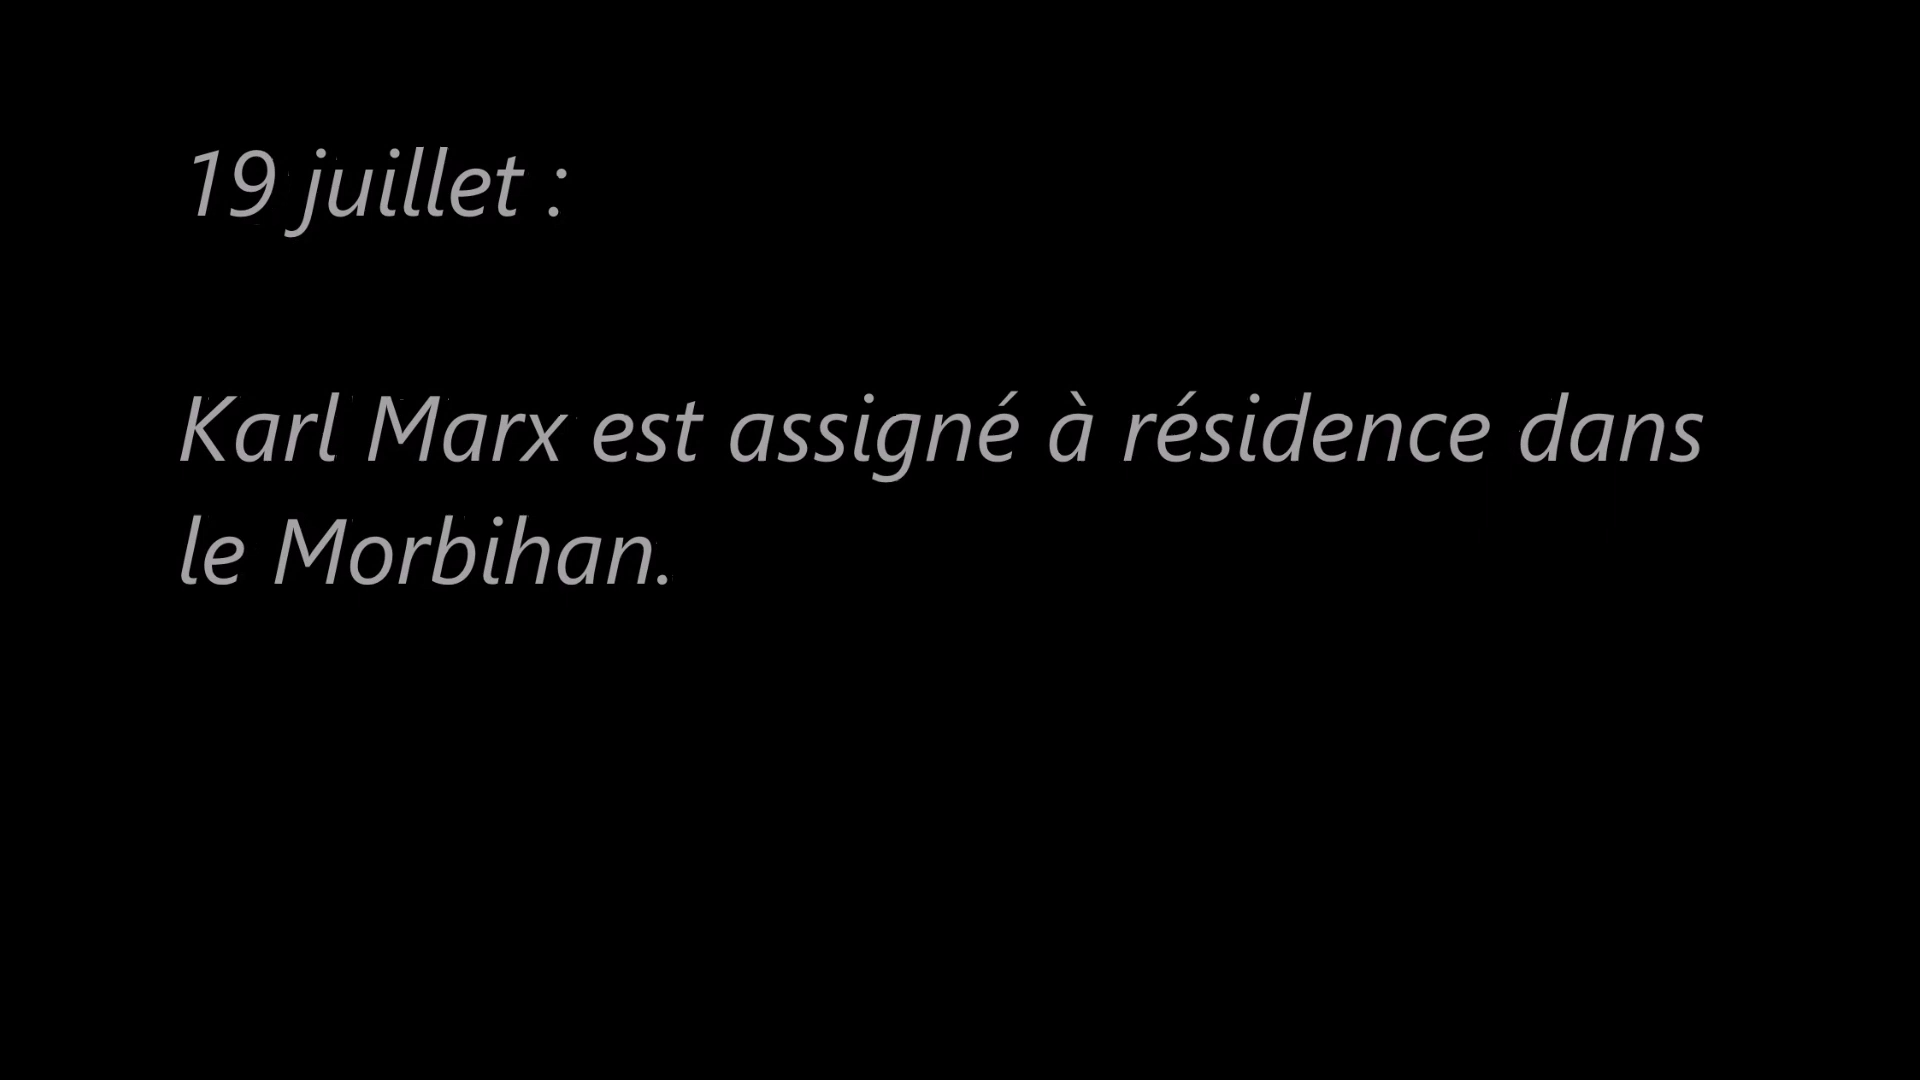 19 juillet :
Karl Marx est assigné à résidence dans
le Morbihan.